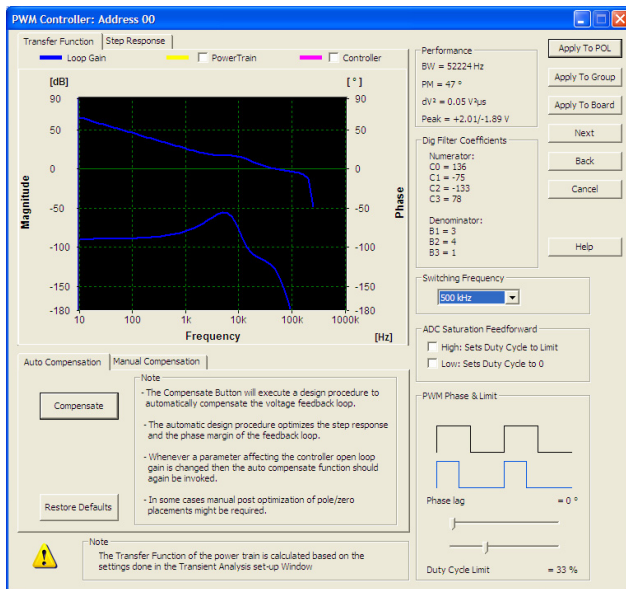 PWM Controller: Address 00
Transfer Function
Step Response
Loop Gain
PowerTrain
Controller
[dB]
[°]
90
50
0
-50
-100
-150
-180
90
50
0
-50
-100
-150
-180
Magnitude
Phase
10
100
1k
10k
100k
1000k
Frequency
[Hz]
Auto Compensation
Manual Compensation
Compensate
Restore Defaults
Note
- The Compensate Button will execute a design procedure to
automatically compensate the voltage feedback loop.
- The automatic design procedure optimizes the step response
and the phase margin of the feedback loop.
- Whenever a parameter affecting the controller open loop
gain is changed then the auto compensate function should
again be invoked.
- In some cases manual post optimization of pole/zero
placements might be required.
Note
The Transfer Function of the power train is calculated based on the
settings done in the Transient Analysis set-up Window
Performance
BW = 52224 Hz
PM = 47 °
dV² = 0.05 V²µs
Peak = +2.01/-1.89 V
Dig Filter Coefficients
Numerator:
C0 = 136
C1 = -75
C2 = -133
C3 = 78
Denominator:
B1 = 3
B2 = 4
B3 = 1
Switching Frequency
500 kHz
ADC Saturation Feedforward
High: Sets Duty Cycle to Limit
Low: Sets Duty Cycle to 0
PWM Phase & Limit
Phase lag
= 0 °
Duty Cycle Limit
= 33 %
Apply To POL
Apply To Group
Apply To Board
Next
Back
Cancel
Help